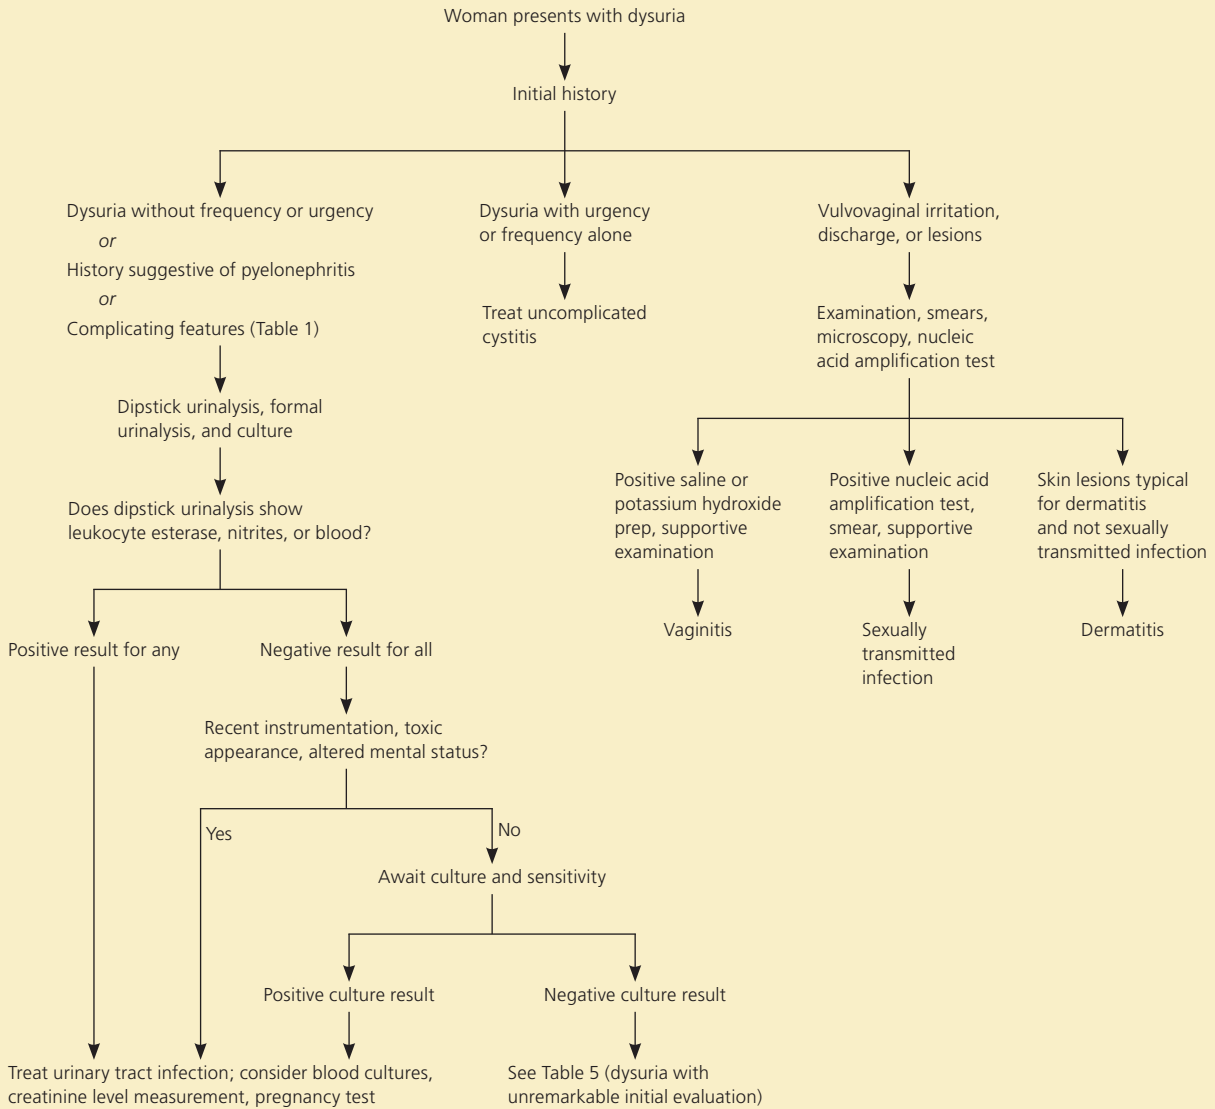 Woman presents with dysuria
Initial history
Dysuria without frequency or urgency
or
History suggestive of pyelonephritis
or
Complicating features (Table 1)
Dysuria with urgency
or frequency alone
Vulvovaginal irritation,
discharge, or lesions
Treat uncomplicated
cystitis
Examination, smears,
microscopy, nucleic
acid amplification test
Dipstick urinalysis, formal
urinalysis, and culture
Does dipstick urinalysis show
leukocyte esterase, nitrites, or blood?
Positive saline or
potassium hydroxide
prep, supportive
examination
Positive nucleic acid
amplification test,
smear, supportive
examination
Skin lesions typical
for dermatitis
and not sexually
transmitted infection
Vaginitis
Sexually
transmitted
infection
Dermatitis
Positive result for any
Negative result for all
Recent instrumentation, toxic
appearance, altered mental status?
Yes
No
Await culture and sensitivity
Positive culture result
Negative culture result
Treat urinary tract infection; consider blood cultures,
creatinine level measurement, pregnancy test
See Table 5 (dysuria with
unremarkable initial evaluation)